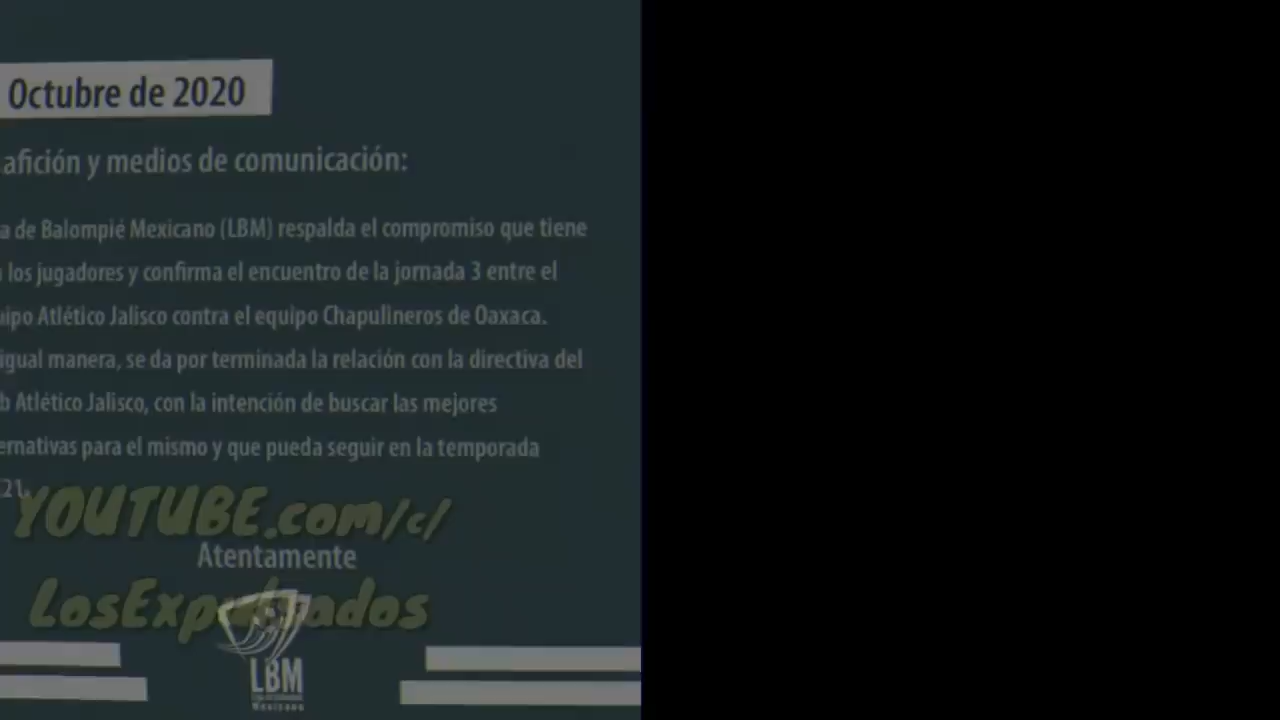 Octubre de 2020
afición y medios de comunicación:
a de Balompié Mexicano (LBM) respalda el compromiso que tiene
los jugadores y confirma el encuentro de la jornada 3 entre el
uipo Atlético Jalisco contra el equipo Chapulineros de Oaxaca.
igual manera, se da por terminada la relación con la directiva del
b Atlético Jalisco, con la intención de buscar las mejores
ernativas para el mismo y que pueda seguir en la temporada
21.
YOUTUBE.com/c/
Atentamente
LosExpulsados
LBM
Mexicano